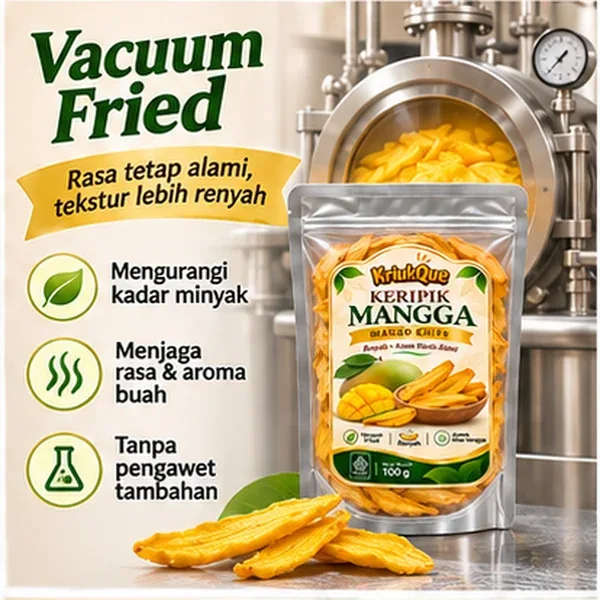 Vacuum
Fried
Rasa tetap alami,
tekstur lebih renyah
Mengurangi
kadar minyak
Menjaga
rasa & aroma
buah
Tanpa
pengawet
tambahan
KriukQue
KERIPIK
MANGGA
100 g